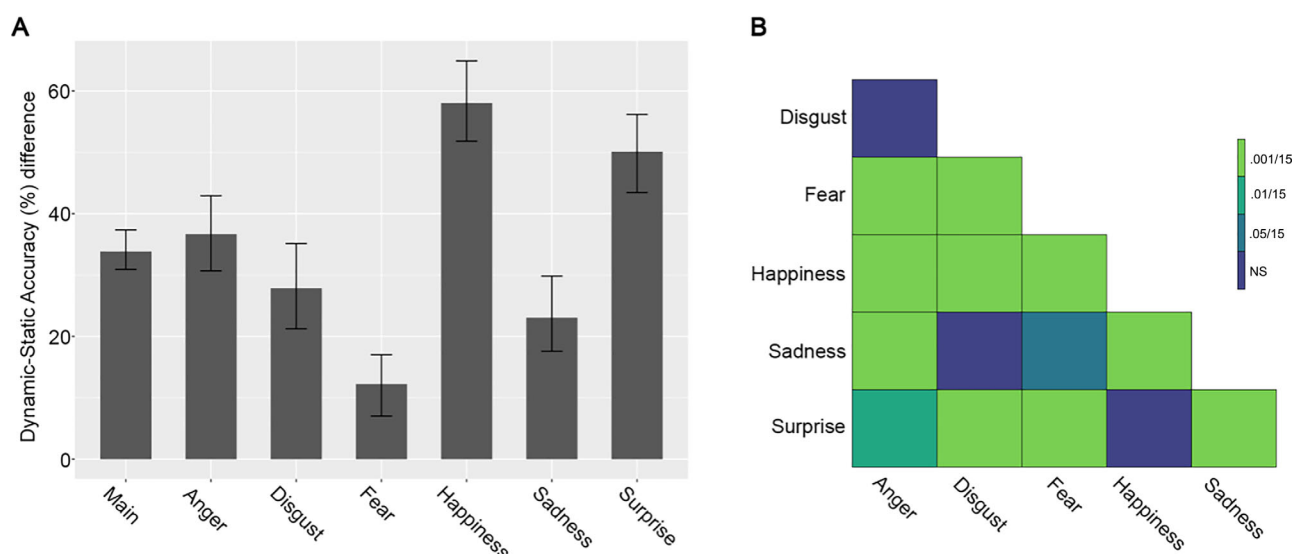 A
Dynamic-Static Accuracy (%) difference
60
40
20
0
Main
Anger
Disgust
Fear
Happiness
Sadness
Surprise
B
Disgust
Fear
Happiness
Sadness
Surprise
Anger
Disgust
Fear
Happiness
Sadness
.001/15
.01/15
.05/15
NS